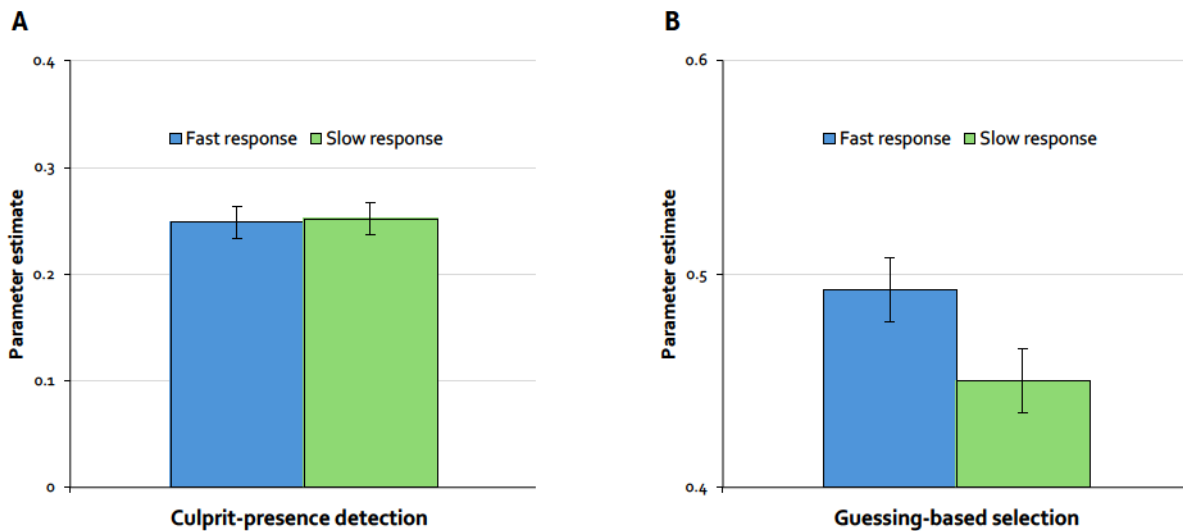 A
Parameter estimate
0.4
0.3
0.2
0.1
0
Fast response Slow response
Culprit-presence detection
B
Parameter estimate
0.6
0.5
0.4
Fast response Slow response
Guessing-based selection